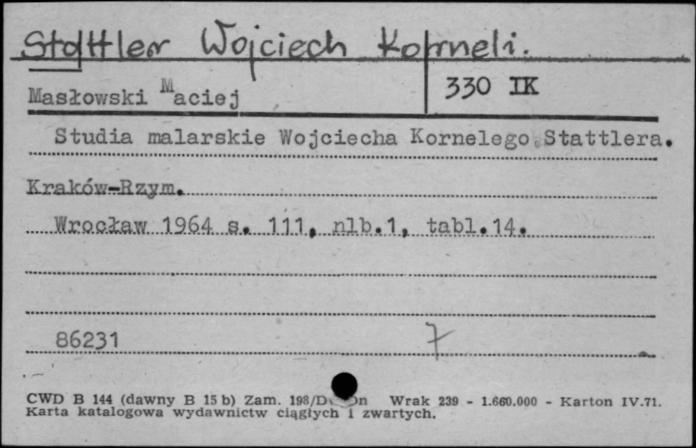 Stattler Wojciech Korneli.
Masłowski Maciej
330 IK
Studia malarskie Wojciecha Kornelego Stattlera.
Kraków-Rzym.
Wrocław 1964 s. 111, nlb.1, tabl.14.
86231
7
CWD B 144 (dawny B 15 b) Zam. 198/D Wrak 239 - 1.660.000 - Karton IV.71.
Karta katalogowa wydawnictw ciągłych i zwartych.